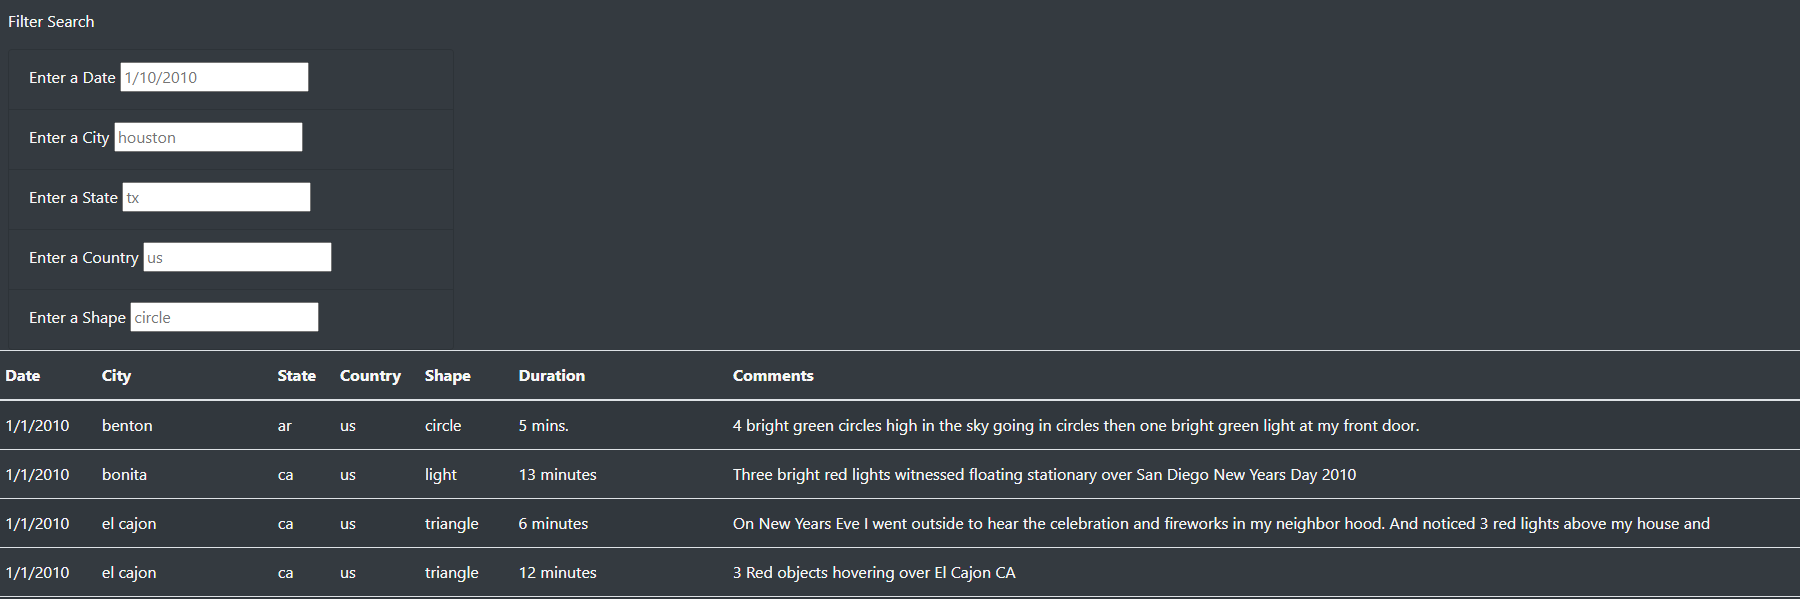 Filter Search
Enter a Date 1/10/2010
Enter a City houston
Enter a State tx
Enter a Country us
Enter a Shape circle
Date City State Country Shape Duration Comments
1/1/2010 benton ar us circle 5 mins. 4 bright green circles high in the sky going in circles then one bright green light at my front door.
1/1/2010 bonita ca us light 13 minutes Three bright red lights witnessed floating stationary over San Diego New Years Day 2010
1/1/2010 el cajon ca us triangle 6 minutes On New Years Eve I went outside to hear the celebration and fireworks in my neighbor hood. And noticed 3 red lights above my house and
1/1/2010 el cajon ca us triangle 12 minutes 3 Red objects hovering over El Cajon CA